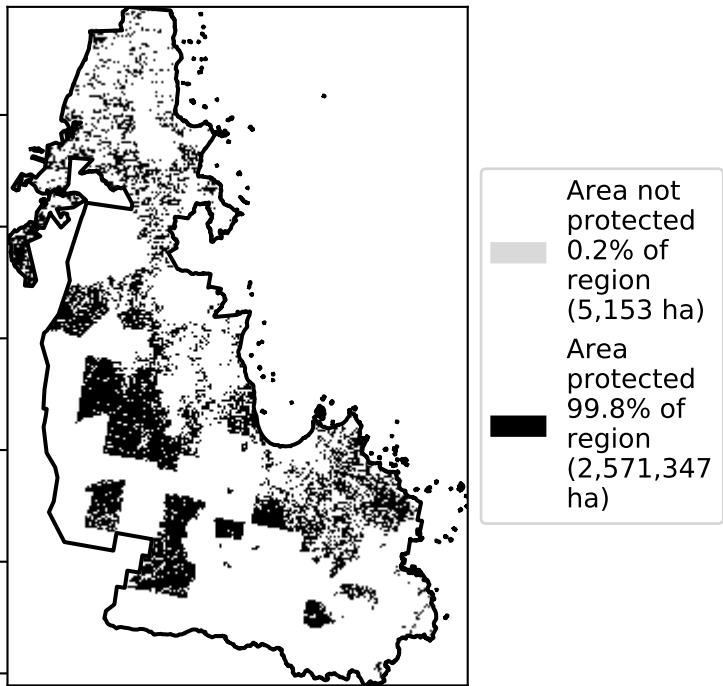 Area not
protected
0.2% of
region
(5,153 ha)
Area
protected
99.8% of
region
(2,571,347
ha)